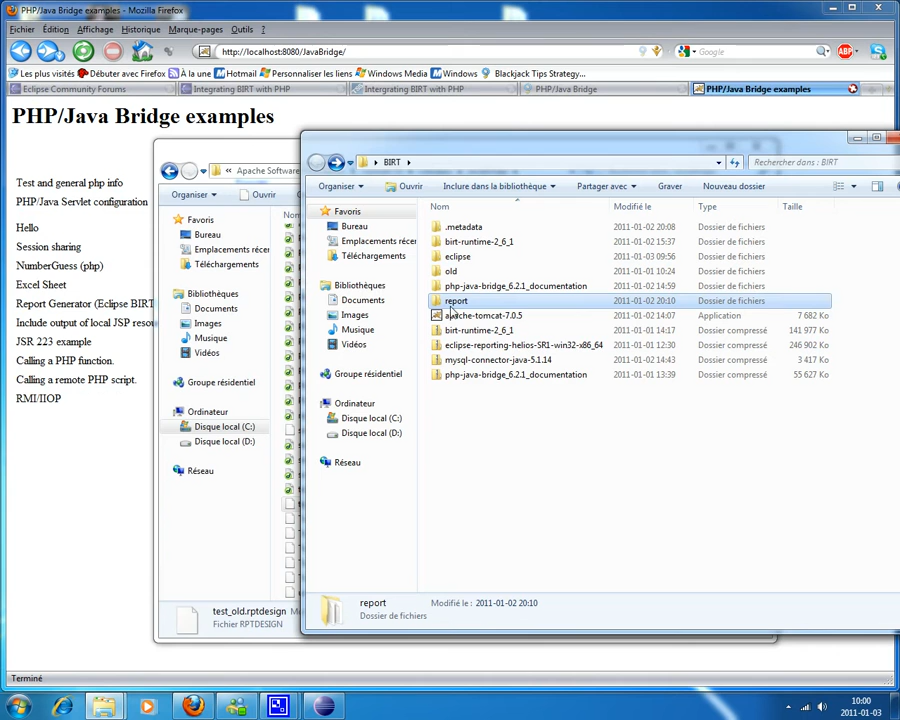 PHP/Java Bridge examples - Mozilla Firefox
Fichier Édition Affichage Historique Marque-pages Outils ?
http://localhost:8080/JavaBridge/
Google
ABP
Les plus visités Débuter avec Firefox À la une Hotmail Personnaliser les liens Windows Media Windows Blackjack Tips Strategy...
Eclipse Community Forums
Integrating BIRT with PHP
Intergrating BIRT with PHP
PHP/Java Bridge
PHP/Java Bridge examples
PHP/Java Bridge examples
Test and general php info
PHP/Java Servlet configuration
Hello
Session sharing
NumberGuess (php)
Excel Sheet
Report Generator (Eclipse BIRT
Include output of local JSP resou
JSR 223 example
Calling a PHP function.
Calling a remote PHP script.
RMI/IIOP
« Apache Software
Organiser Ouvrir
Favoris
Bureau
Emplacements récer
Téléchargements
Bibliothèques
Documents
Images
Musique
Vidéos
Groupe résidentiel
Ordinateur
Disque local (C:)
Disque local (D:)
Réseau
test_old.rptdesign
Fichier RPTDESIGN
BIRT
Rechercher dans : BIRT
Organiser Ouvrir Inclure dans la bibliothèque Partager avec Graver Nouveau dossier
Favoris
Bureau
Emplacements récer
Téléchargements
Bibliothèques
Documents
Images
Musique
Vidéos
Groupe résidentiel
Ordinateur
Disque local (C:)
Disque local (D:)
Réseau
Nom Modifié le : Type Taille
.metadata 2011-01-02 20:08 Dossier de fichiers
birt-runtime-2_6_1 2011-01-02 15:37 Dossier de fichiers
eclipse 2011-01-03 09:56 Dossier de fichiers
old 2011-01-01 10:24 Dossier de fichiers
php-java-bridge_6.2.1_documentation 2011-01-02 14:59 Dossier de fichiers
report 2011-01-02 20:10 Dossier de fichiers
apache-tomcat-7.0.5 2011-01-02 14:07 Application 7 682 Ko
birt-runtime-2_6_1 2011-01-01 14:17 Dossier compressé 141 977 Ko
eclipse-reporting-helios-SR1-win32-x86_64 2011-01-01 12:30 Dossier compressé 246 902 Ko
mysql-connector-java-5.1.14 2011-01-02 14:43 Dossier compressé 3 417 Ko
php-java-bridge_6.2.1_documentation 2011-01-01 13:39 Dossier compressé 55 627 Ko
report Modifié le : 2011-01-02 20:10
Dossier de fichiers
Terminé
10:00
2011-01-03